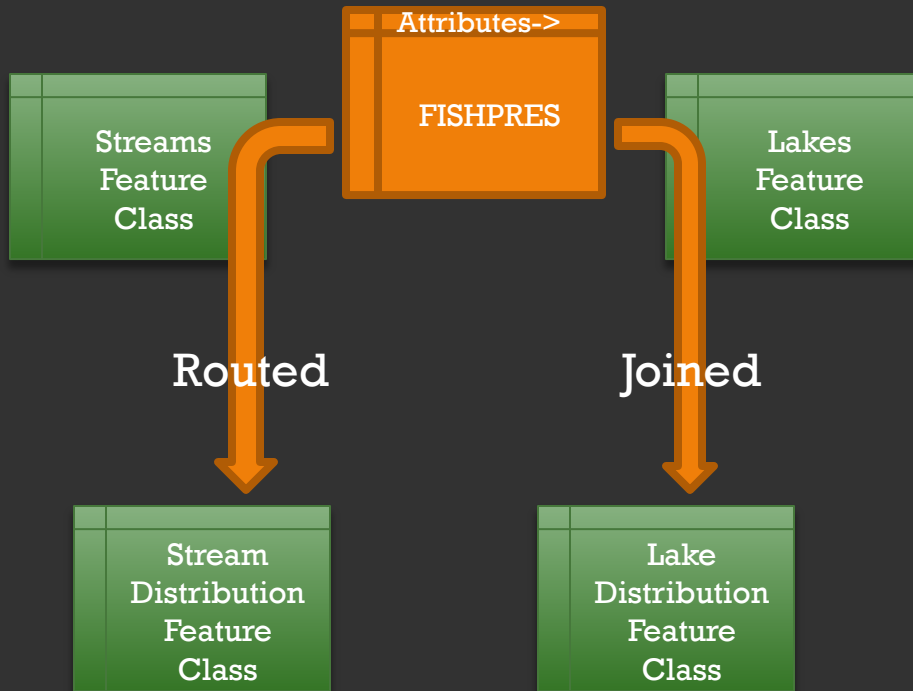 Attributes->
FISHPRES
Streams
Feature
Class
Lakes
Feature
Class
Routed
Joined
Stream
Distribution
Feature
Class
Lake
Distribution
Feature
Class